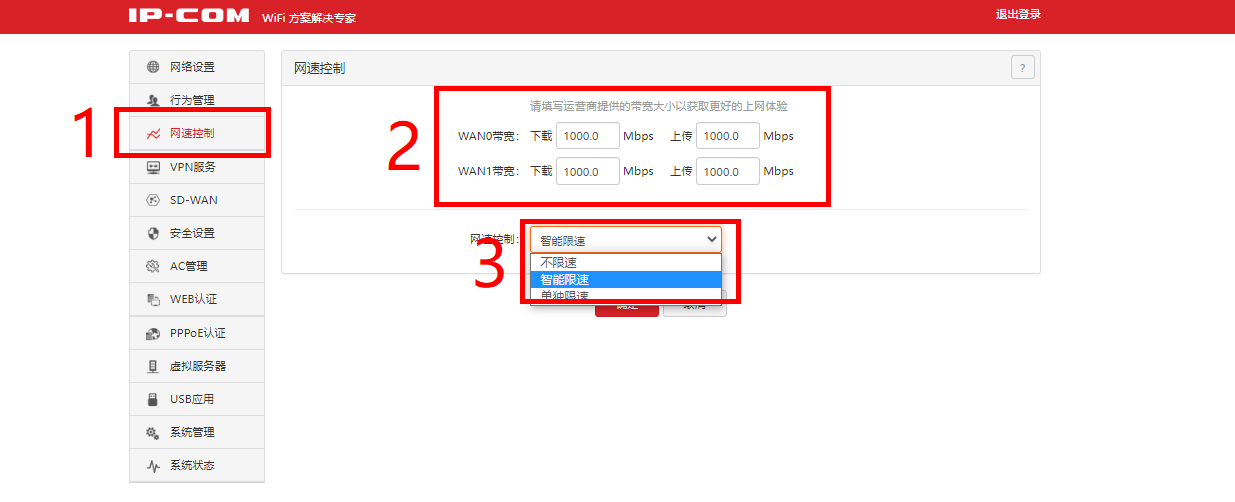 IP-COM WiFi 方案解决专家
退出登录
网络设置
行为管理
网速控制
VPN服务
SD-WAN
安全设置
AC管理
WEB认证
PPPoE认证
虚拟服务器
USB应用
系统管理
系统状态
1
网速控制
?
请填写运营商提供的带宽大小以获取更好的上网体验
2
WAN0带宽: 下载 1000.0 Mbps 上传 1000.0 Mbps
WAN1带宽: 下载 1000.0 Mbps 上传 1000.0 Mbps
3
网速控制: 智能限速
不限速
智能限速
单独限速